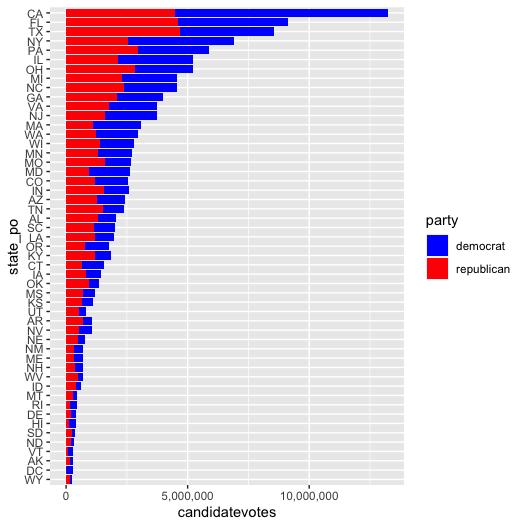 CA
FL
TX
NY
PA
IL
OH
MI
NC
GA
VA
NJ
MA
WA
WI
MN
MO
MD
CO
IN
AZ
TN
AL
SC
LA
OR
KY
CT
IA
OK
MS
KS
UT
AR
NV
NE
NM
ME
NH
WV
ID
MT
RI
DE
HI
SD
ND
VT
AK
DC
WY
state_po
0 5,000,000 10,000,000
candidatevotes
party
democrat
republican